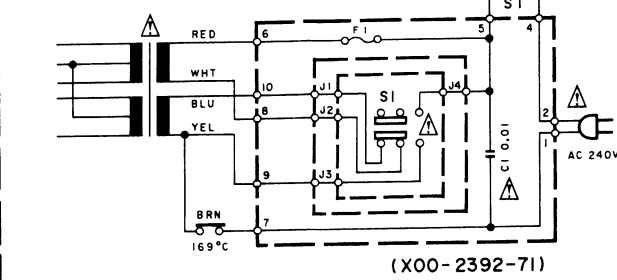 S1
5
4
RED
6
F1
WHT
10
J1
S1
J4
BLU
8
J2
2
YEL
1
C1 0.01
AC 240V
9
J3
BRN
7
169°C
(X00-2392-71)